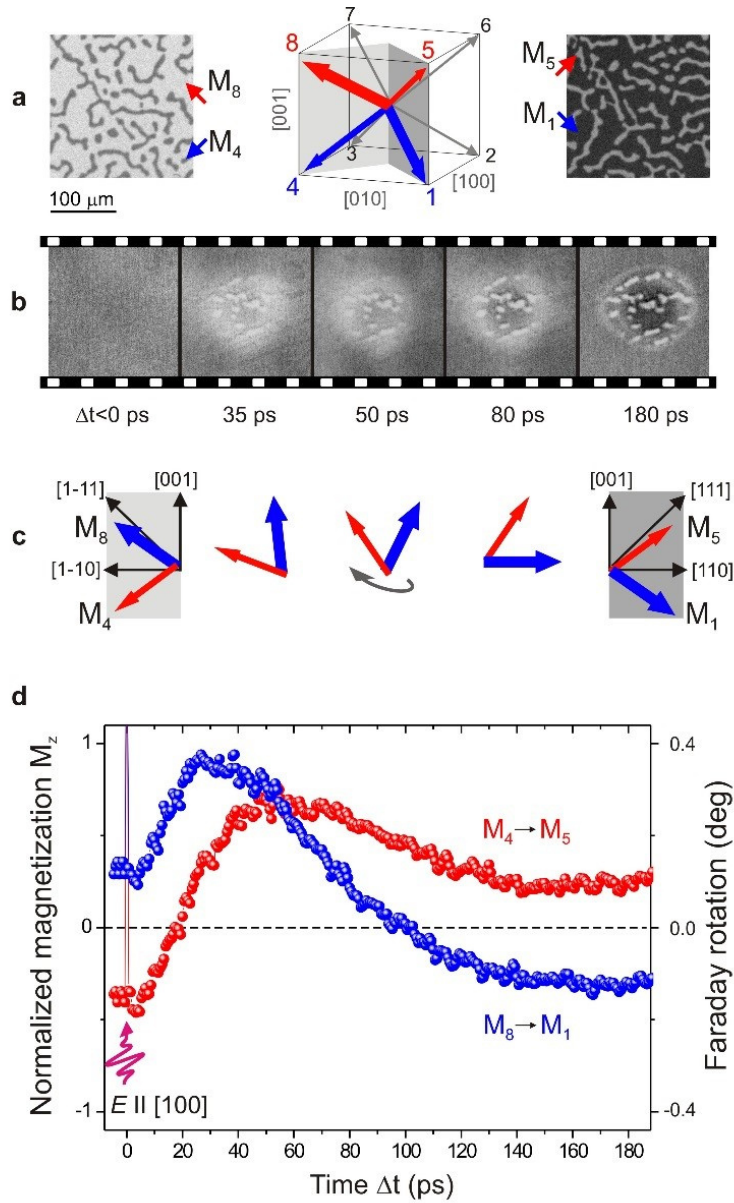 a
M8
M4
100 μm
7
6
8
5
[001]
3
2
4
1
[010]
[100]
M5
M1
b
Δt<0 ps
35 ps
50 ps
80 ps
180 ps
c
[1-11]
[001]
M8
[1-10]
M4
[001]
[111]
M5
[110]
M1
d
Normalized magnetization Mz
1
0
-1
M4→M5
M8→M1
E II [100]
0.4
0.0
-0.4
Faraday rotation (deg)
0 20 40 60 80 100 120 140 160 180
Time Δt (ps)